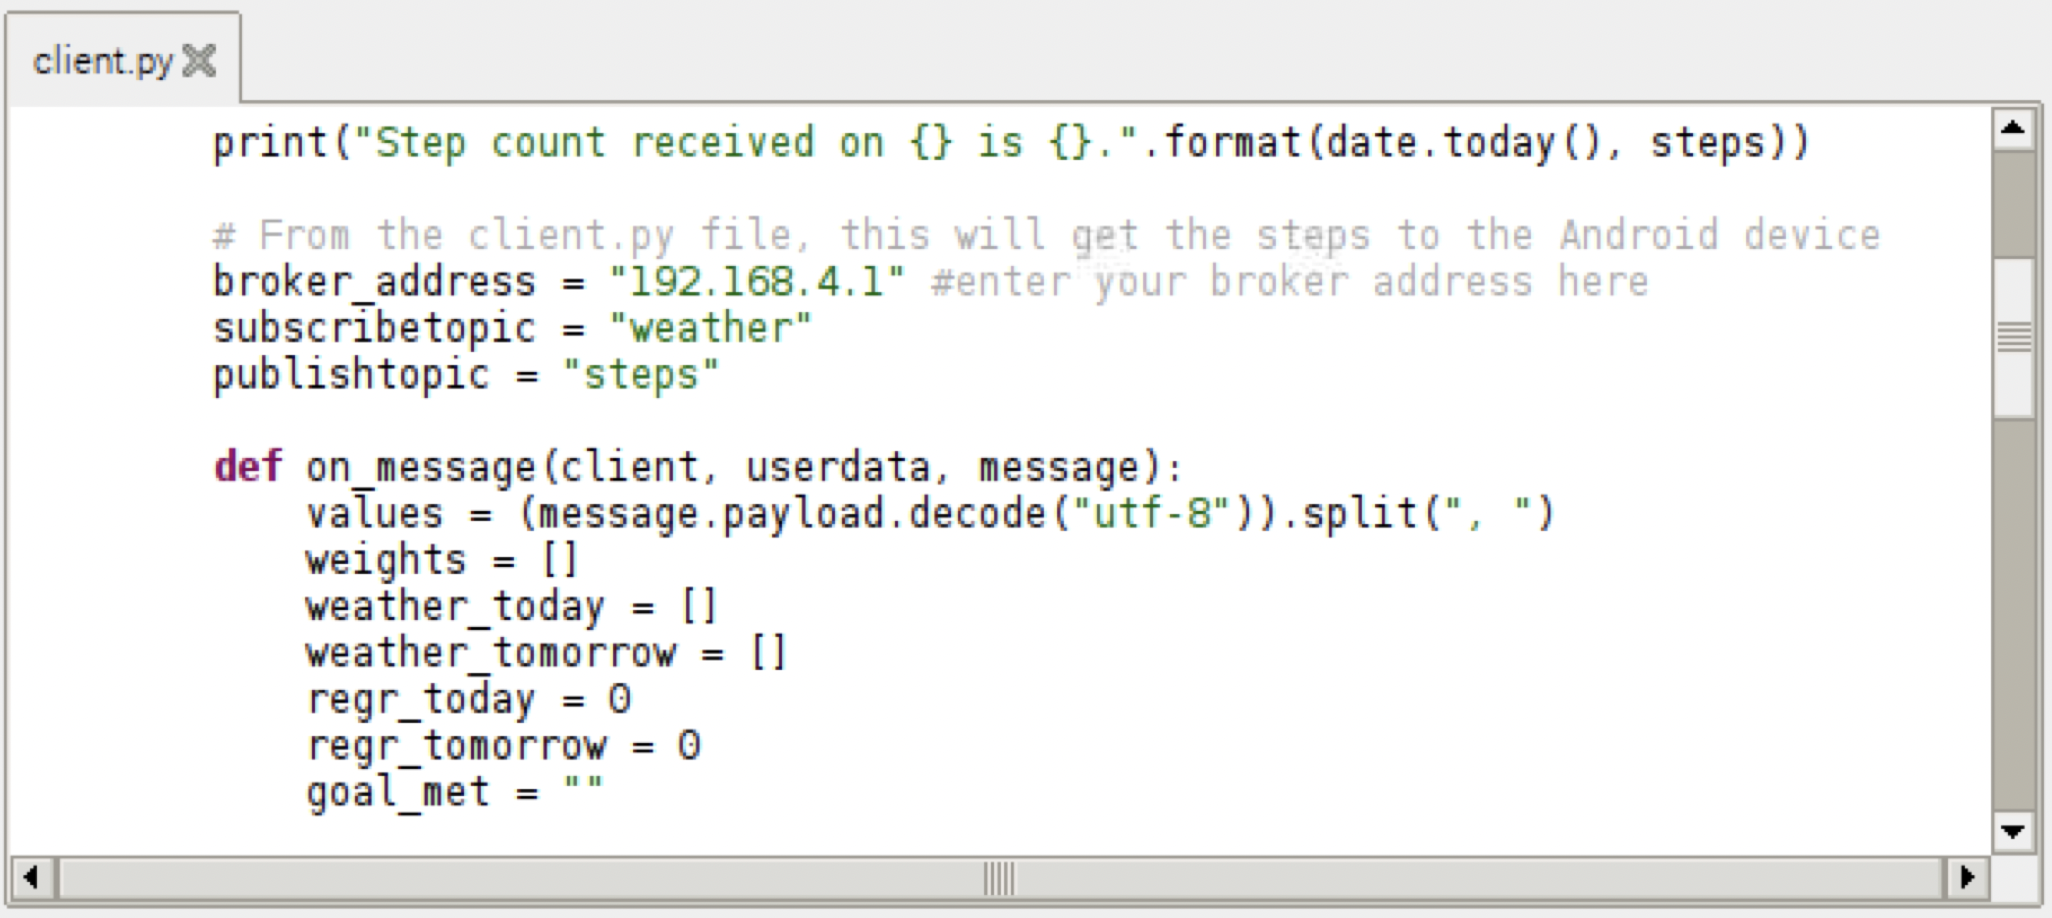 client.py
print("Step count received on {} is {}.".format(date.today(), steps))
# From the client.py file, this will get the steps to the Android device
broker_address = "192.168.4.1" #enter your broker address here
subscribetopic = "weather"
publishtopic = "steps"
def on_message(client, userdata, message):
values = (message.payload.decode("utf-8")).split(", ")
weights = []
weather_today = []
weather_tomorrow = []
regr_today = 0
regr_tomorrow = 0
goal_met = ""